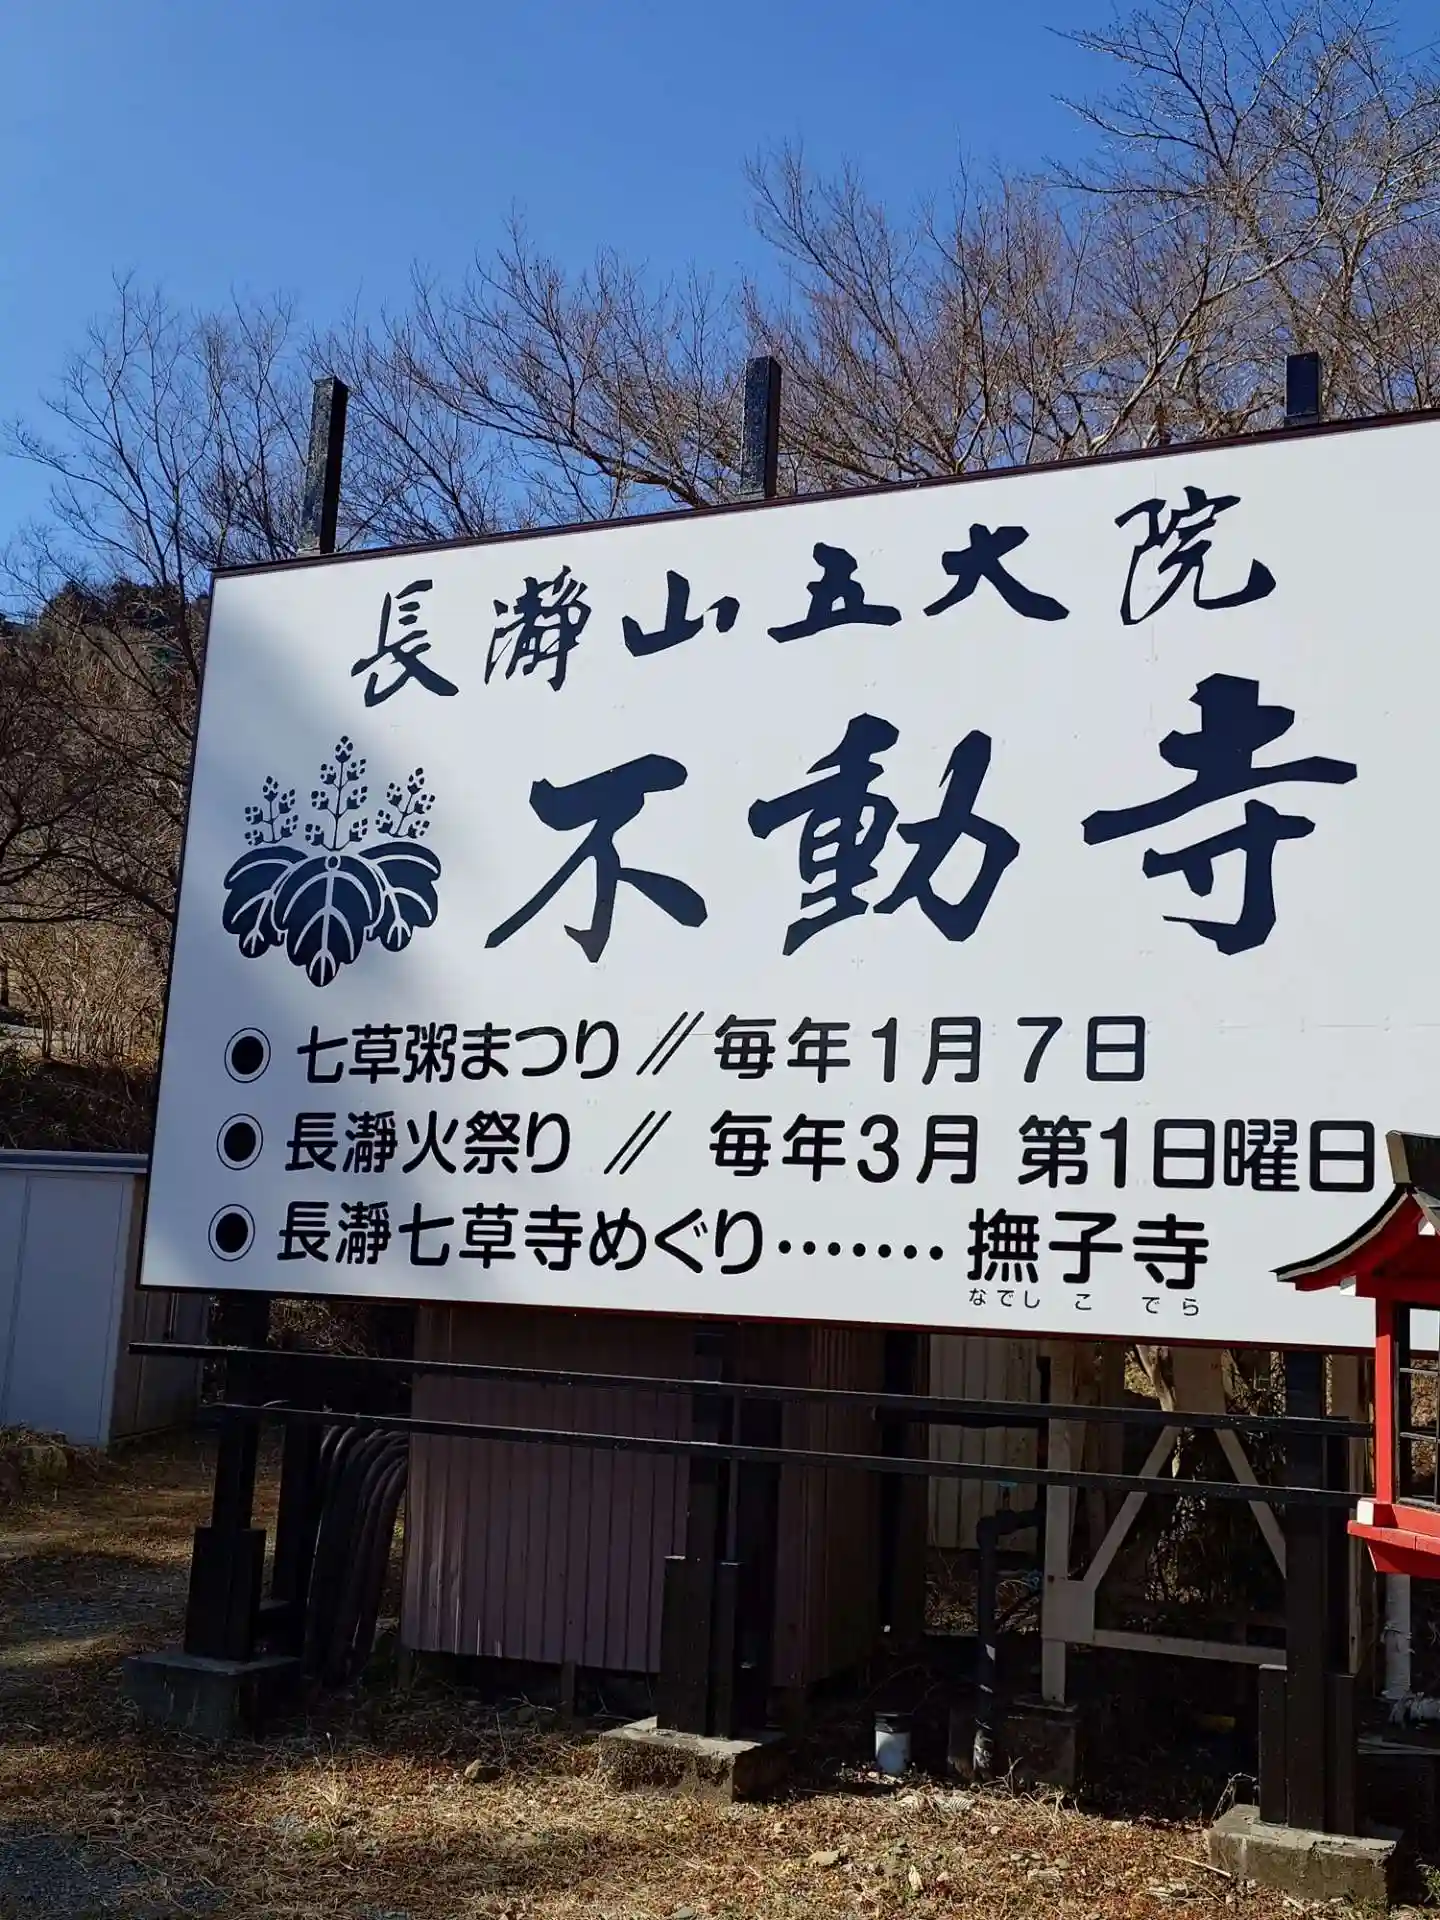 長瀞山五大院
不動寺
◉ 七草粥まつり // 毎年1月7日
◉ 長瀞火祭り // 毎年3月 第1日曜日
◉ 長瀞七草寺めぐり‥‥‥‥ 撫子寺
なでしこでら